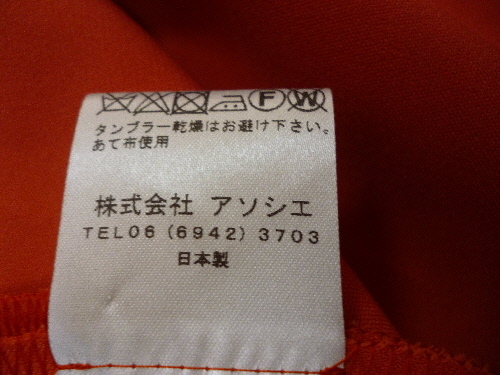 F W
タンブラー乾燥はお避け下さい。
あて布使用
株式会社 アソシエ
TEL06 (6942) 3703
日本製